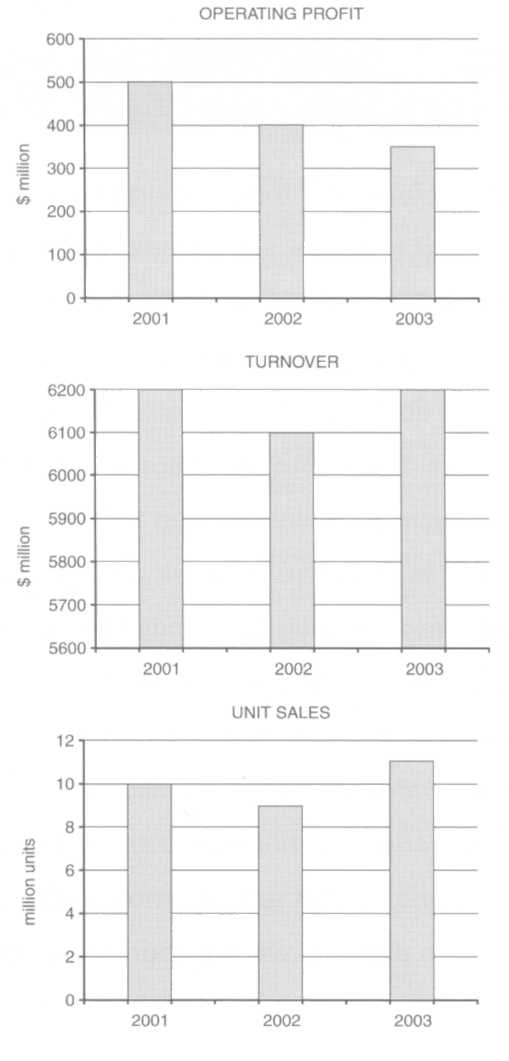 OPERATING PROFIT
600
500
400
300
200
100
0
$ million
2001 2002 2003
TURNOVER
6200
6100
6000
5900
5800
5700
5600
$ million
2001 2002 2003
UNIT SALES
12
10
8
6
4
2
0
million units
2001 2002 2003